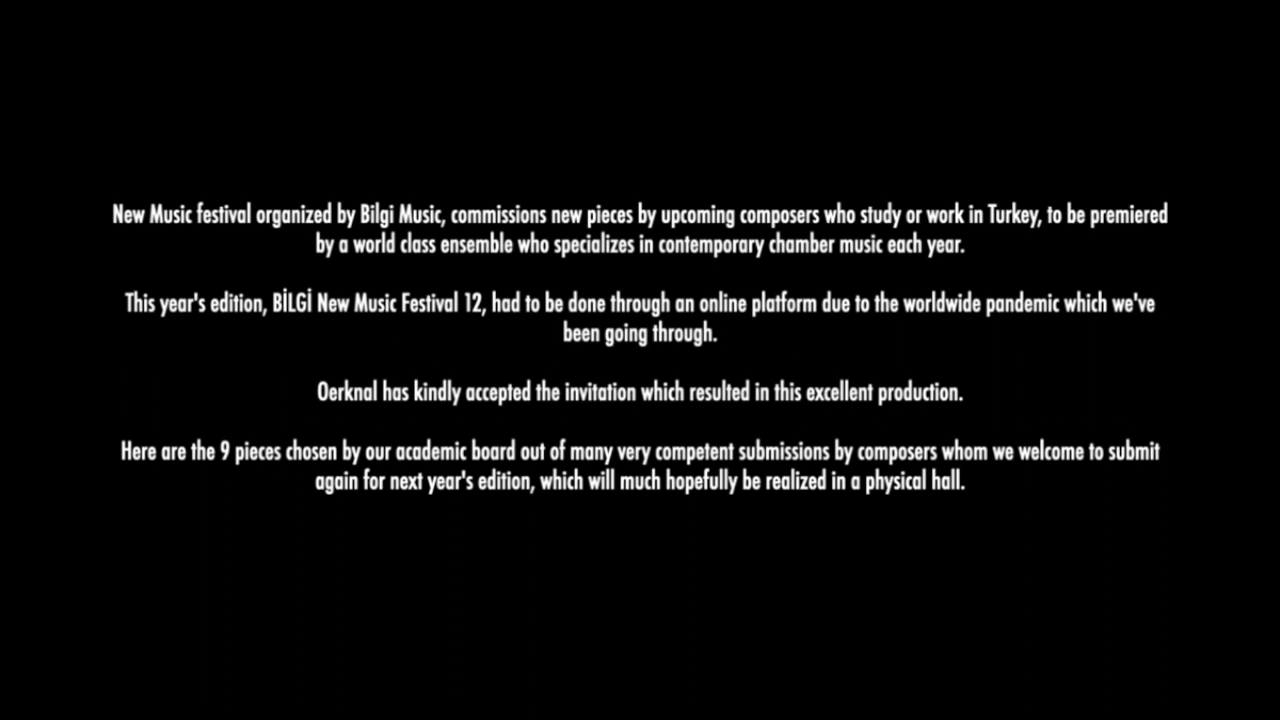 New Music festival organized by Bilgi Music, commissions new pieces by upcoming composers who study or work in Turkey, to be premiered
by a world class ensemble who specializes in contemporary chamber music each year.
This year's edition, BİLGİ New Music Festival 12, had to be done through an online platform due to the worldwide pandemic which we've
been going through.
Oerknal has kindly accepted the invitation which resulted in this excellent production.
Here are the 9 pieces chosen by our academic board out of many very competent submissions by composers whom we welcome to submit
again for next year's edition, which will much hopefully be realized in a physical hall.